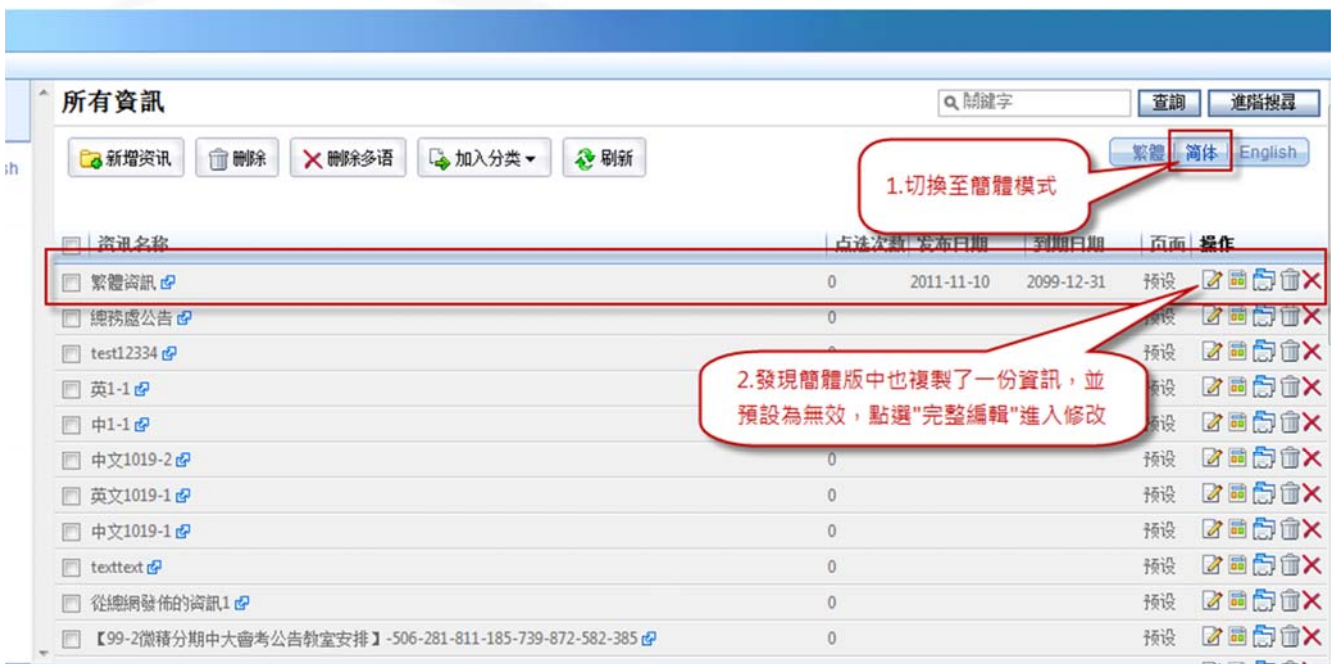 所有資訊
關鍵字
查詢
進階搜尋
新增资讯
删除
删除多语
加入分类
刷新
繁體
简体
English
sh
1.切換至簡體模式
资讯名称 点选次数 发布日期 到期日期 页面 操作
繁體資訊 0 2011-11-10 2099-12-31 预设
總務處公告 0 预设
test12334 预设
英1-1 预设
2.發現簡體版中也複製了一份資訊，並
預設為無效，點選"完整編輯"進入修改
中1-1 预设
中文1019-2 0 预设
英文1019-1 0 预设
中文1019-1 0 预设
texttext 0 预设
從總網發佈的資訊1 0 预设
【99-2微積分期中大會考公告教室安排】-506-281-811-185-739-872-582-385 0 预设